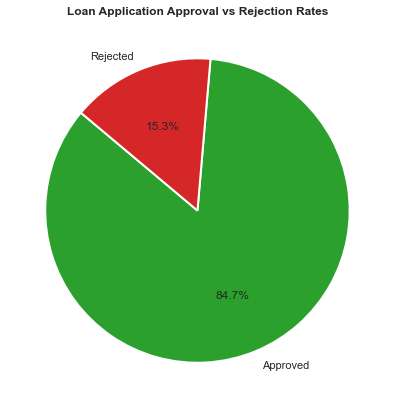 Loan Application Approval vs Rejection Rates
Rejected
15.3%
84.7%
Approved